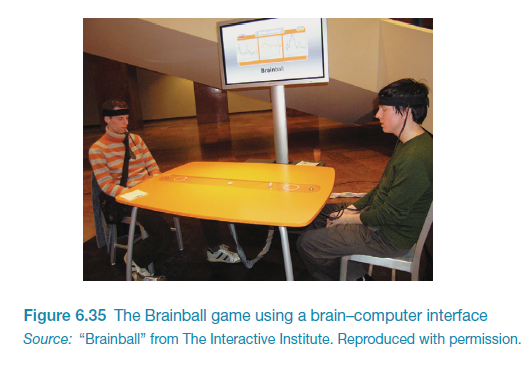 Brainball
Figure 6.35 The Brainball game using a brain–computer interface
Source: “Brainball” from The Interactive Institute. Reproduced with permission.